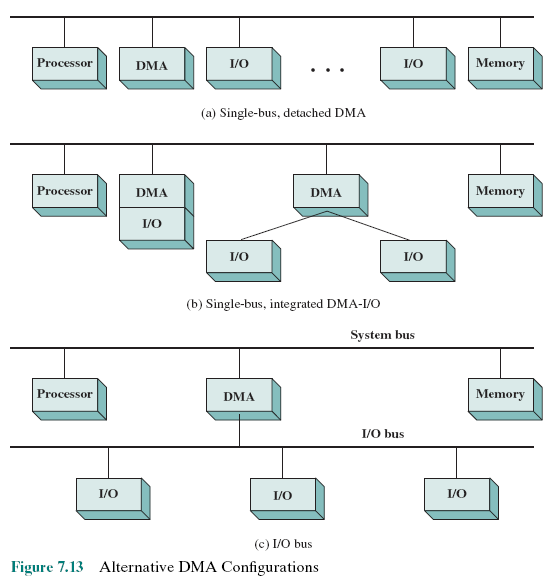 Processor DMA I/O ... I/O Memory
(a) Single-bus, detached DMA
Processor DMA DMA Memory
I/O
I/O I/O
(b) Single-bus, integrated DMA-I/O
System bus
Processor DMA Memory
I/O bus
I/O I/O I/O
(c) I/O bus
Figure 7.13 Alternative DMA Configurations